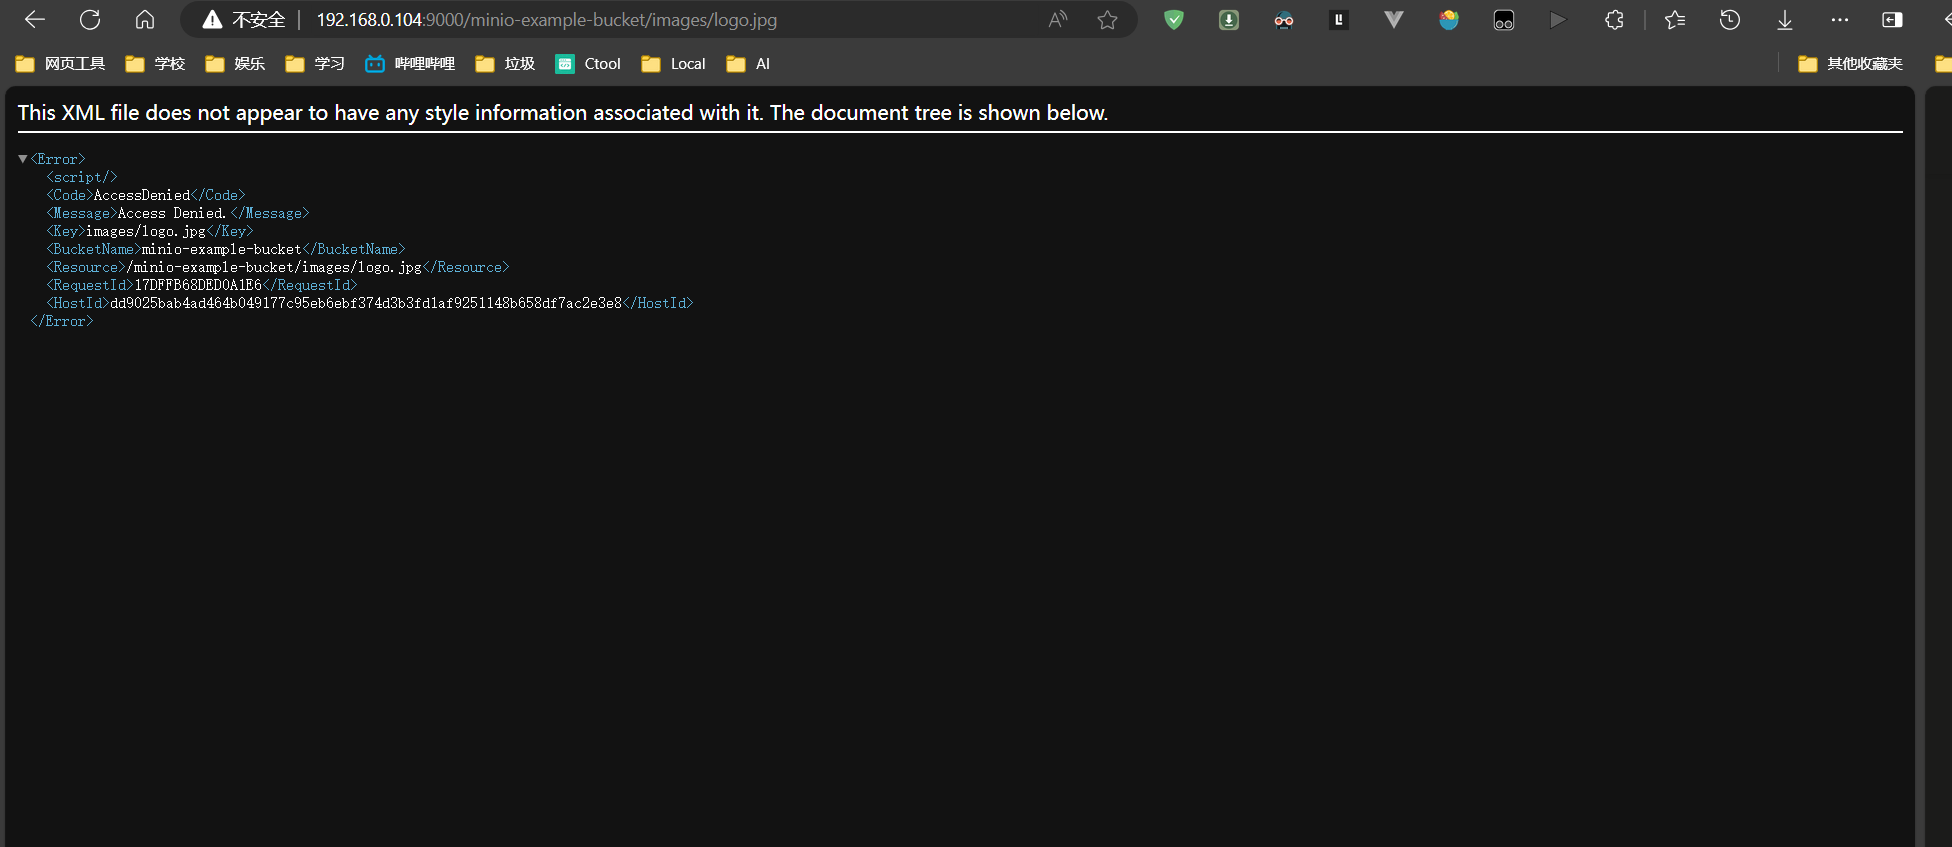 不安全 192.168.0.104:9000/minio-example-bucket/images/logo.jpg
网页工具 学校 娱乐 学习 哔哩哔哩 垃圾 Ctool Local AI 其他收藏夹
This XML file does not appear to have any style information associated with it. The document tree is shown below.
<Error>
<script/>
<Code>AccessDenied</Code>
<Message>Access Denied.</Message>
<Key>images/logo.jpg</Key>
<BucketName>minio-example-bucket</BucketName>
<Resource>/minio-example-bucket/images/logo.jpg</Resource>
<RequestId>17DFFB68DED0A1E6</RequestId>
<HostId>dd9025bab4ad464b049177c95eb6ebf374d3b3fd1af9251148b658df7ac2e3e8</HostId>
</Error>